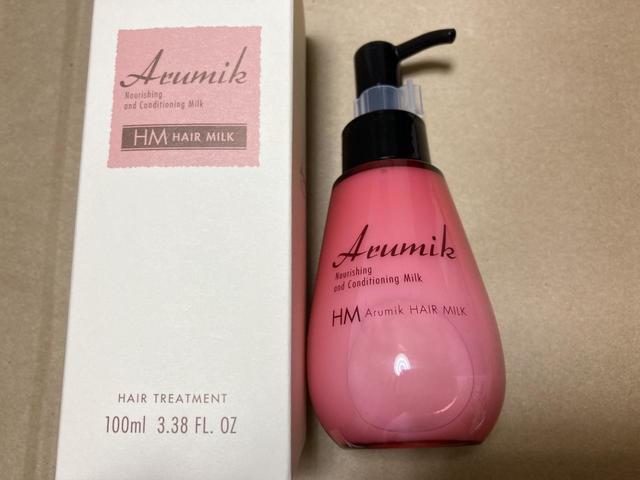 Arumik
Nourishing
and Conditioning Milk
HM HAIR MILK
HAIR TREATMENT
100ml 3.38 FL. OZ
Arumik
Nourishing
and Conditioning Milk
HM Arumik HAIR MILK